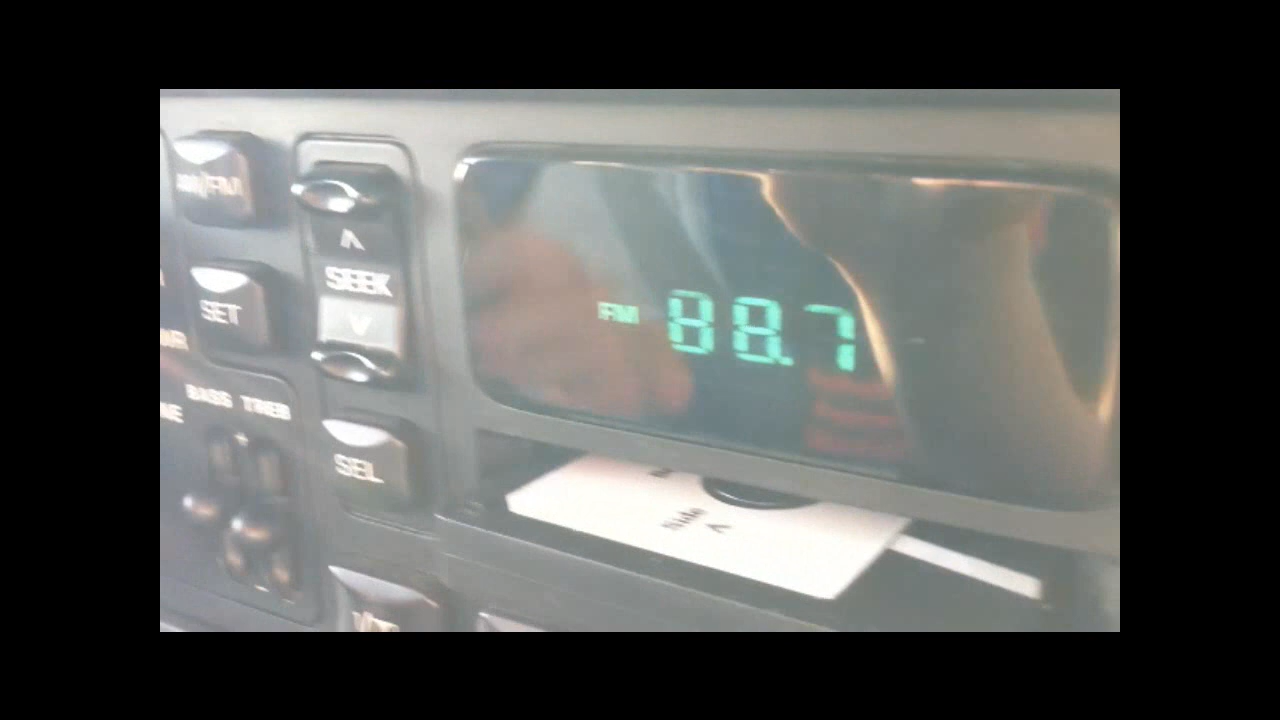 AM/FM
SEEK
SET
FM 88.7
BASS TREB
SEL
Side
A